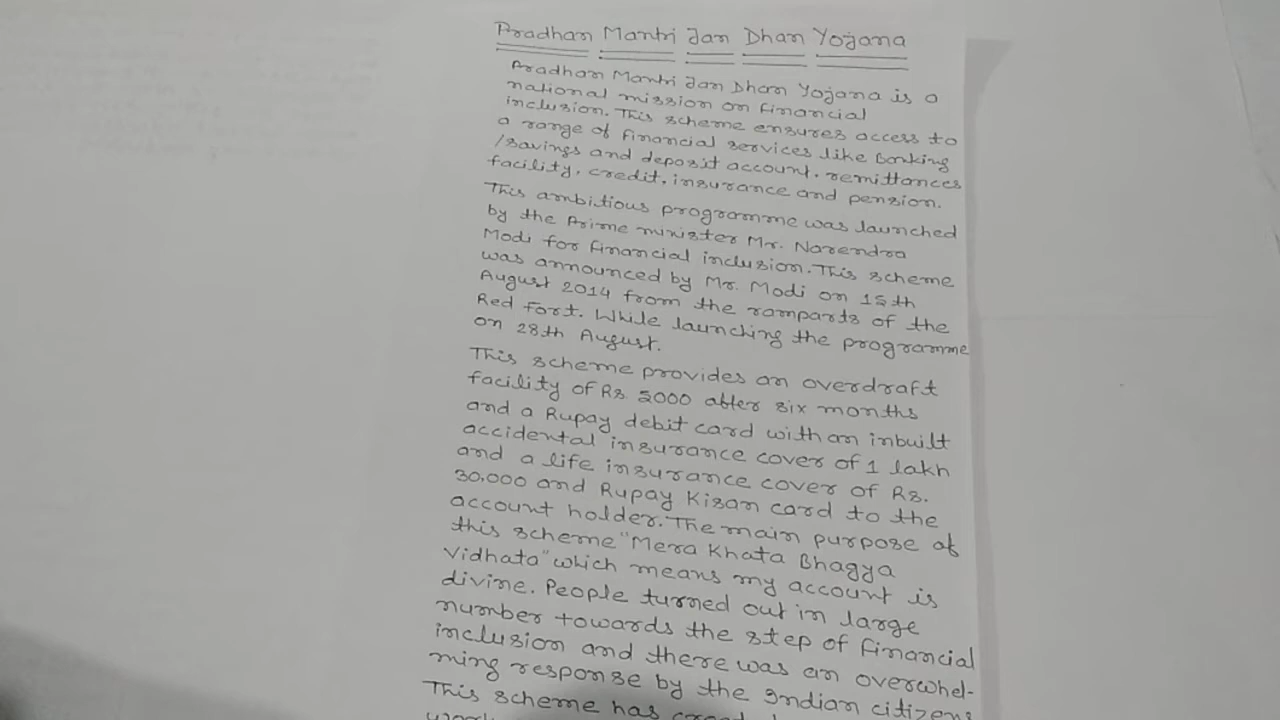 Pradhan Mantri Jan Dhan Yojana
Pradhan Mantri Jan Dhan Yojana is a
national mission on financial
inclusion. This scheme ensures access to
a range of financial services like Banking
/savings and deposit account, remittances
facility, credit, insurance and pension.
This ambitious programme was launched
by the Prime minister Mr. Narendra
Modi for financial inclusion. This scheme
was announced by Mr. Modi on 15th
August 2014 from the ramparts of the
Red fort. While launching the programme
on 28th August.
This scheme provides an overdraft
facility of Rs. 5000 after six months
and a Rupay debit card with an inbuilt
accidental insurance cover of 1 lakh
and a life insurance cover of Rs.
30,000 and Rupay Kisan card to the
account holder. The main purpose of
this scheme "Mera Khata Bhagya
Vidhata" which means my account is
divine. People turned out in large
number towards the step of financial
inclusion and there was an overwhel-
ming response by the Indian citizens
This scheme has